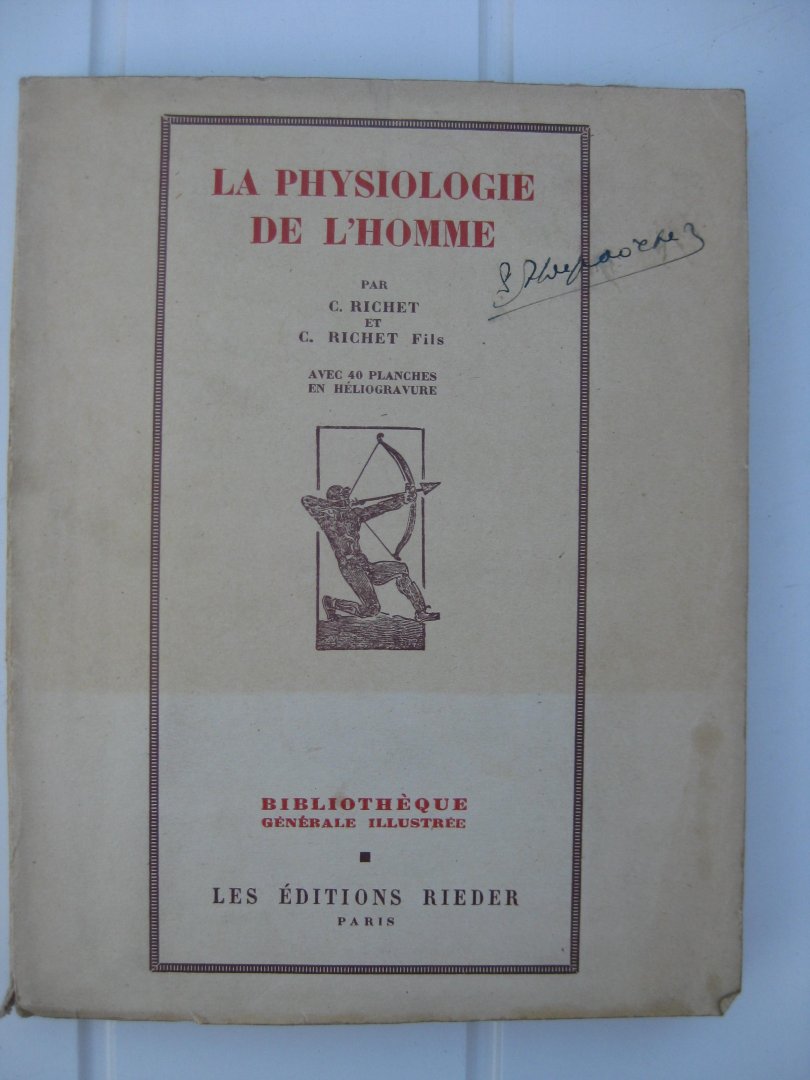 LA PHYSIOLOGIE
DE L'HOMME
PAR
C. RICHET
ET
C. RICHET Fils
AVEC 40 PLANCHES
EN HÉLIOGRAVURE
BIBLIOTHÈQUE
GÉNÉRALE ILLUSTRÉE
LES ÉDITIONS RIEDER
PARIS